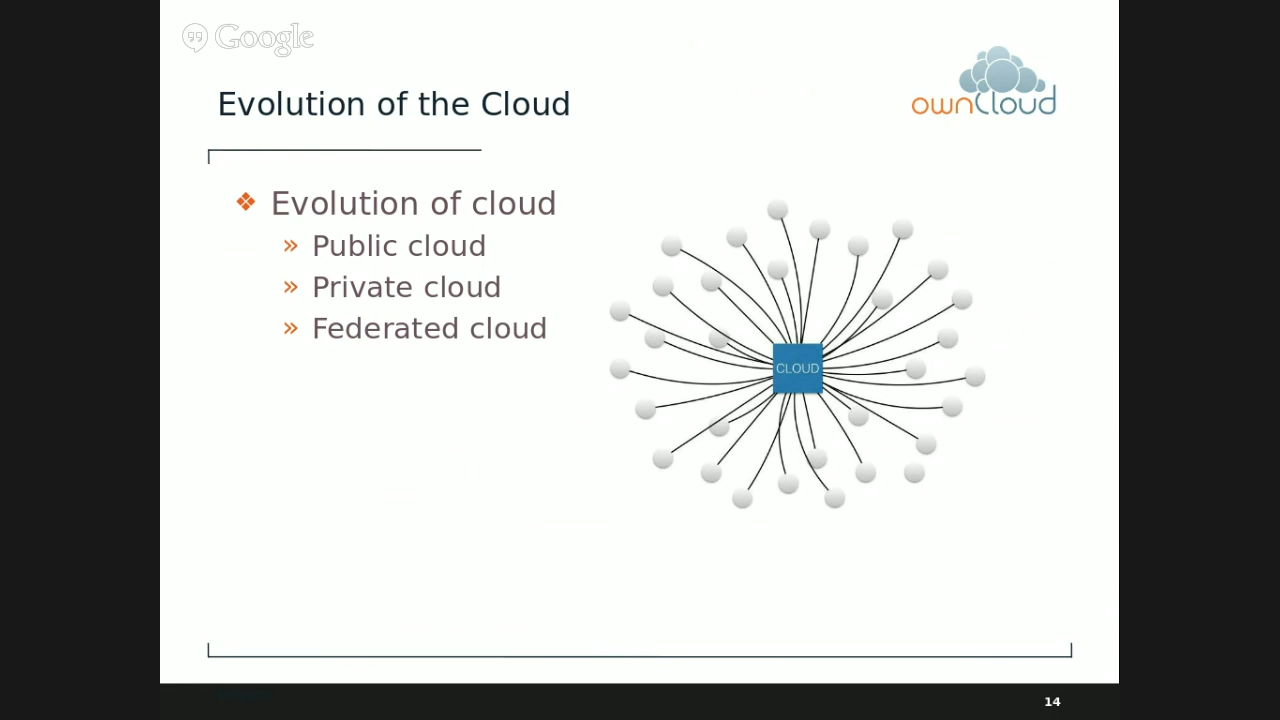 Google
ownCloud
Evolution of the Cloud
Evolution of cloud
Public cloud
Private cloud
Federated cloud
CLOUD
14